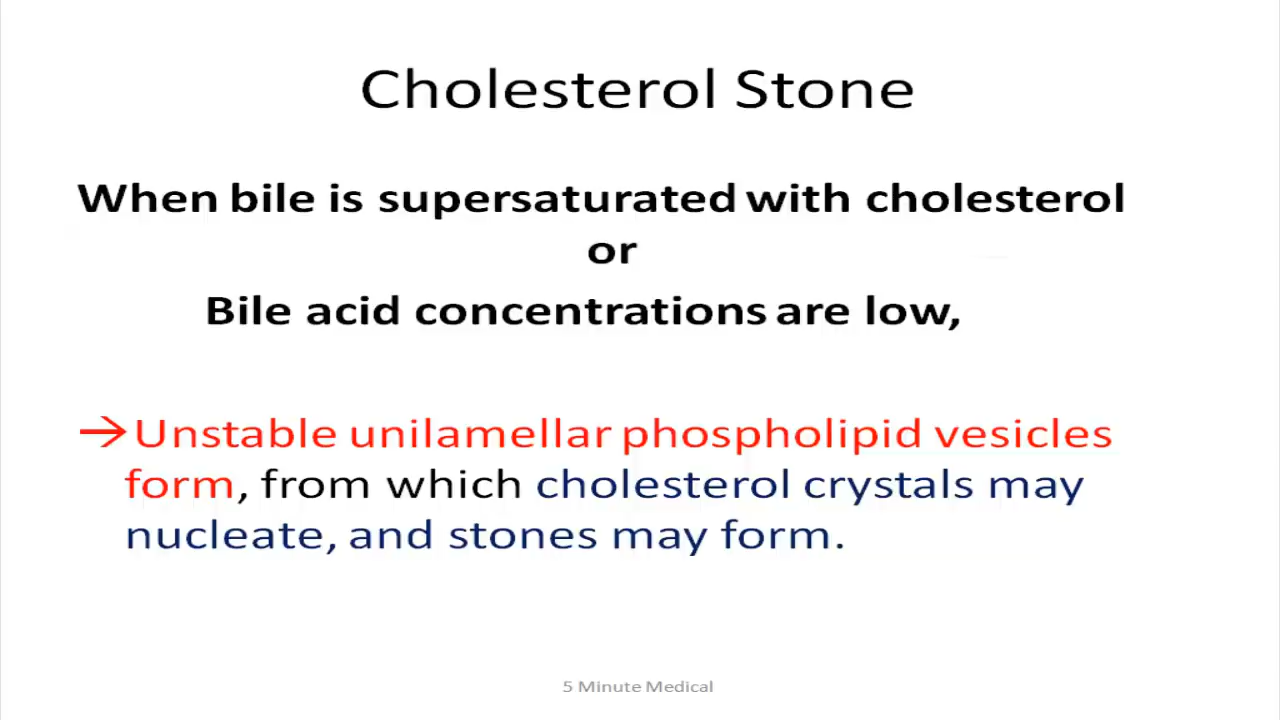 Cholesterol Stone
When bile is supersaturated with cholesterol
or
Bile acid concentrations are low,
→Unstable unilamellar phospholipid vesicles
form, from which cholesterol crystals may
nucleate, and stones may form.
5 Minute Medical